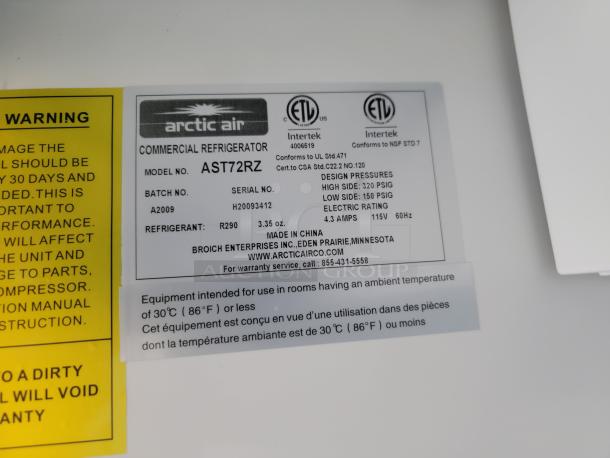 WARNING
MAGE THE
L SHOULD BE
Y 30 DAYS AND
DED.THIS IS
ORTANT TO
ERFORMANCE.
WILL AFFECT
HE UNIT AND
GE TO PARTS,
OMPRESSOR.
TION MANUAL
STRUCTION.
O A DIRTY
L WILL VOID
ANTY
arctic air
COMMERCIAL REFRIGERATOR
MODEL NO. AST72RZ
BATCH NO. SERIAL NO.
A2009 H20093412
REFRIGERANT: R290 3.35 oz.
C ETL US
Intertek
4006519
Conforms to UL Std.471
Cert.to CSA Std.C22.2 NO.120
ETL
Intertek
Conforms to NSF STD.7
DESIGN PRESSURES
HIGH SIDE: 320 PSIG
LOW SIDE: 150 PSIG
ELECTRIC RATING
4.3 AMPS 115V 60Hz
MADE IN CHINA
BROICH ENTERPRISES INC.,EDEN PRAIRIE,MINNESOTA
WWW.ARCTICAIRCO.COM
For warranty service, call : 855-431-5558
Equipment intended for use in rooms having an ambient temperature
of 30℃ ( 86°F ) or less
Cet équipement est conçu en vue d'une utilisation dans des pièces
dont la température ambiante est de 30℃ ( 86°F ) ou moins
AUCTION GROUP